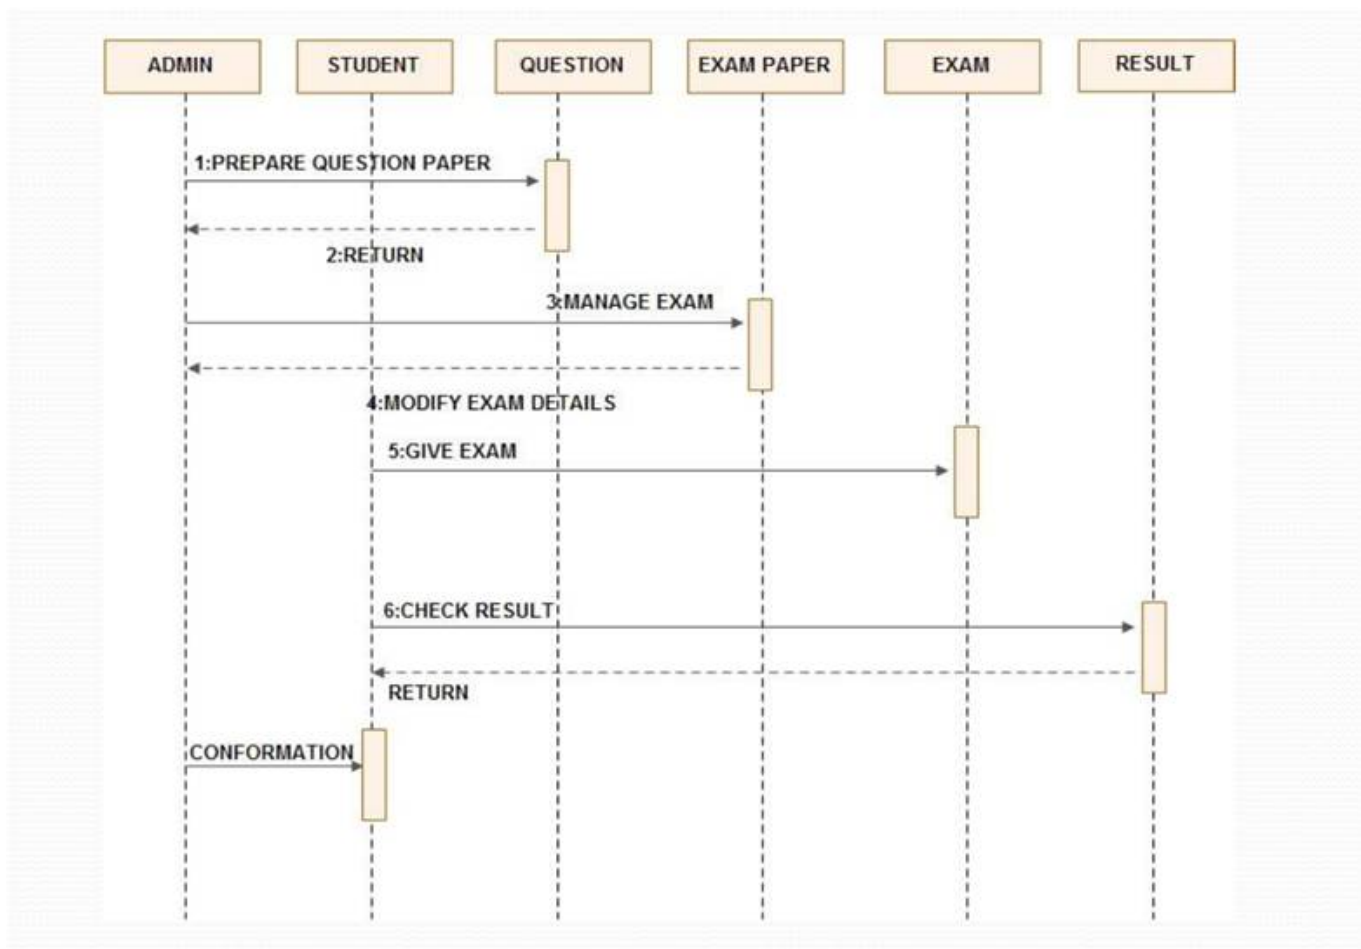 ADMIN
STUDENT
QUESTION
EXAM PAPER
EXAM
RESULT
1:PREPARE QUESTION PAPER
2:RETURN
3:MANAGE EXAM
4:MODIFY EXAM DETAILS
5:GIVE EXAM
6:CHECK RESULT
RETURN
CONFORMATION